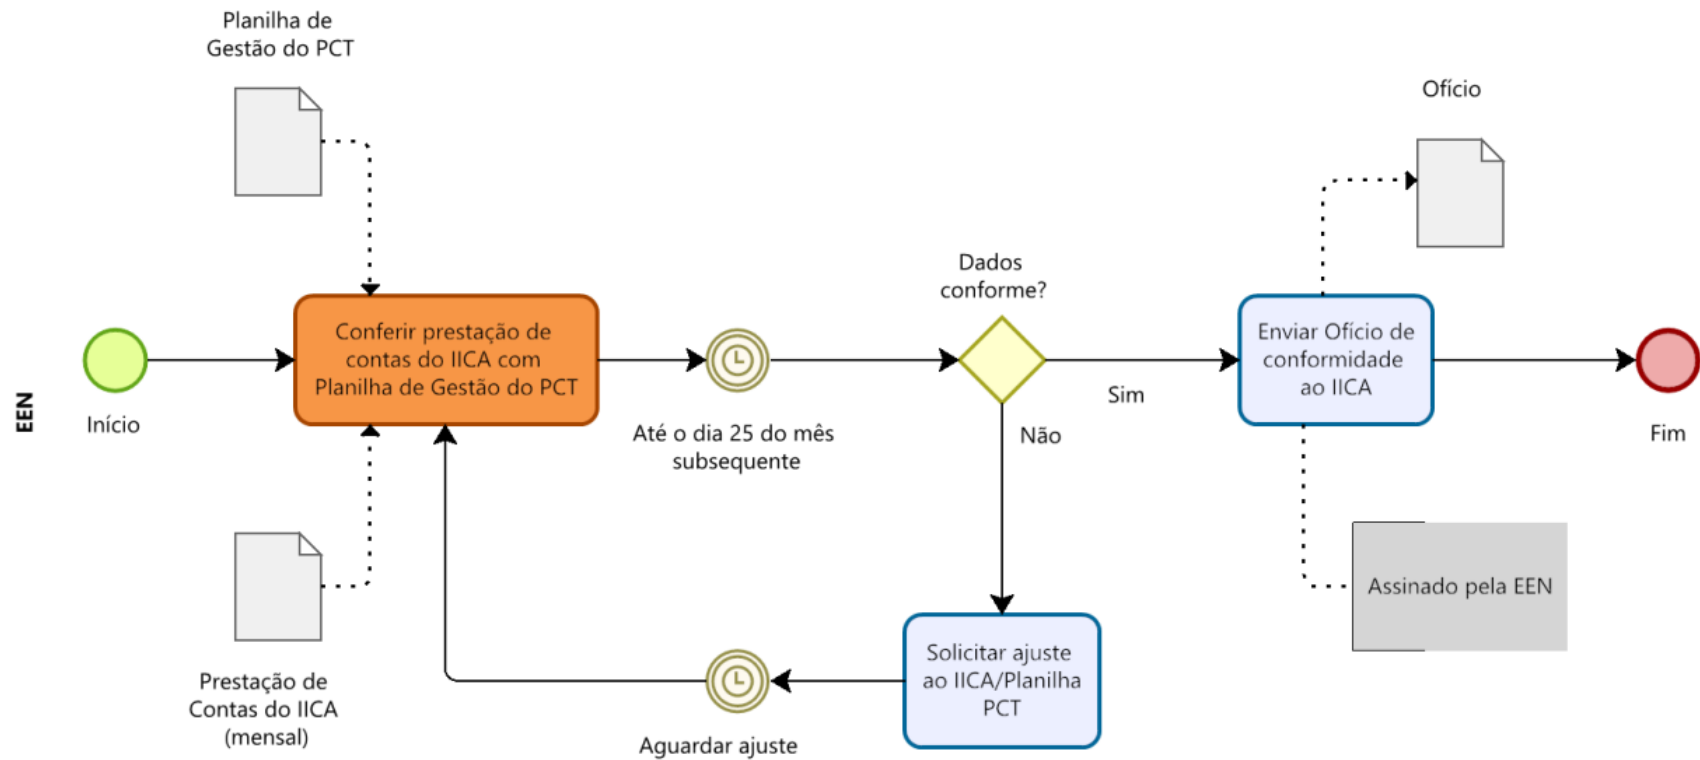 Planilha de
Gestão do PCT
Ofício
Dados
conforme?
Conferir prestação de
contas do IICA com
Planilha de Gestão do PCT
Enviar Ofício de
conformidade
ao IICA
EEN
Início
Até o dia 25 do mês
subsequente
Sim
Não
Fim
Assinado pela EEN
Prestação de
Contas do IICA
(mensal)
Aguardar ajuste
Solicitar ajuste
ao IICA/Planilha
PCT